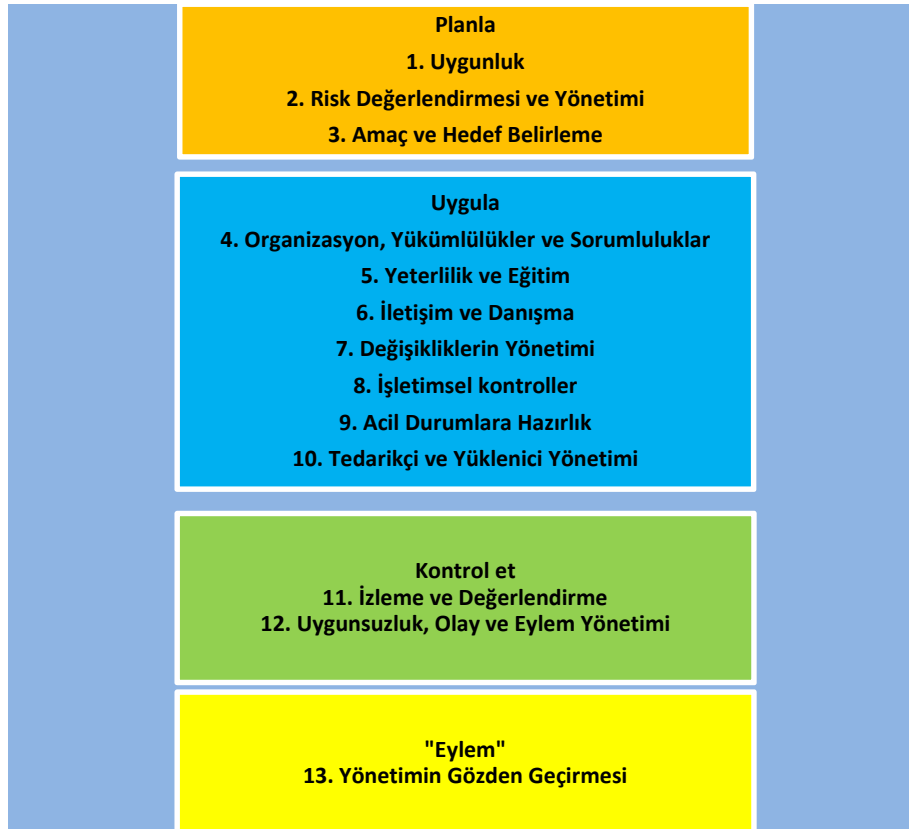 Planla
1. Uygunluk
2. Risk Değerlendirmesi ve Yönetimi
3. Amaç ve Hedef Belirleme
Uygula
4. Organizasyon, Yükümlülükler ve Sorumluluklar
5. Yeterlilik ve Eğitim
6. İletişim ve Danışma
7. Değişikliklerin Yönetimi
8. İşletimsel kontroller
9. Acil Durumlara Hazırlık
10. Tedarikçi ve Yüklenici Yönetimi
Kontrol et
11. İzleme ve Değerlendirme
12. Uygunsuzluk, Olay ve Eylem Yönetimi
"Eylem"
13. Yönetimin Gözden Geçirmesi